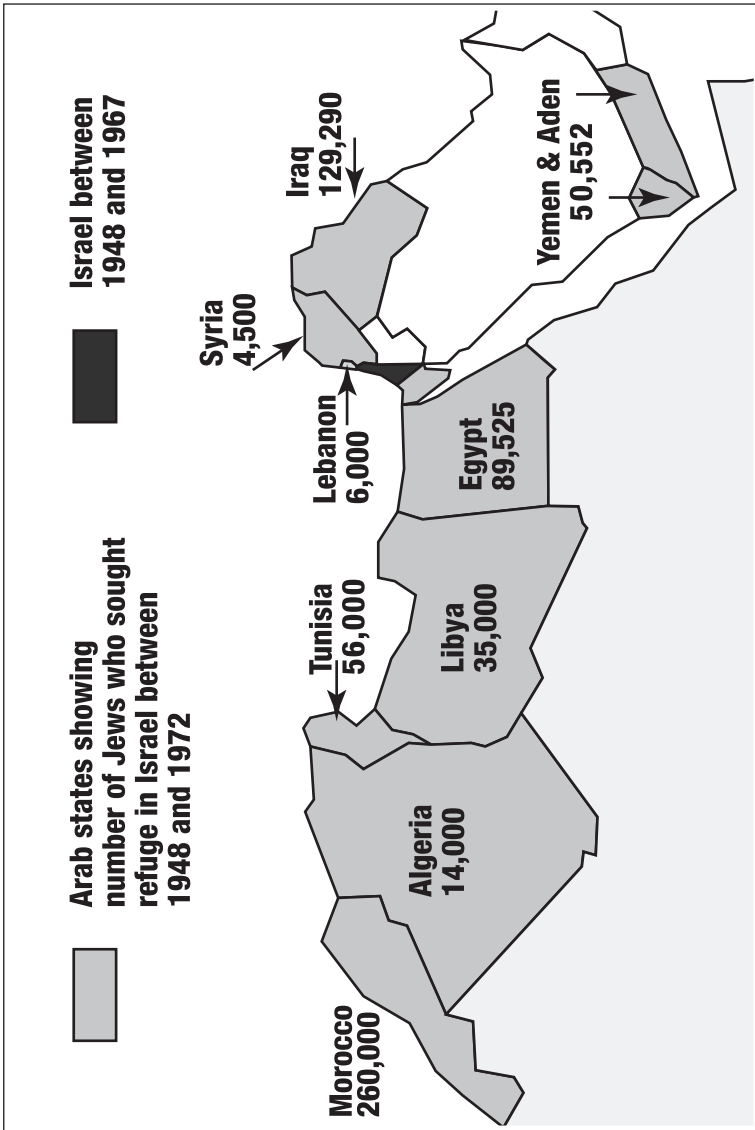 Arab states showing
number of Jews who sought
refuge in Israel between
1948 and 1972
Israel between
1948 and 1967
Morocco
260,000
Algeria
14,000
Tunisia
56,000
Libya
35,000
Egypt
89,525
Lebanon
6,000
Syria
4,500
Iraq
129,290
Yemen & Aden
50,552